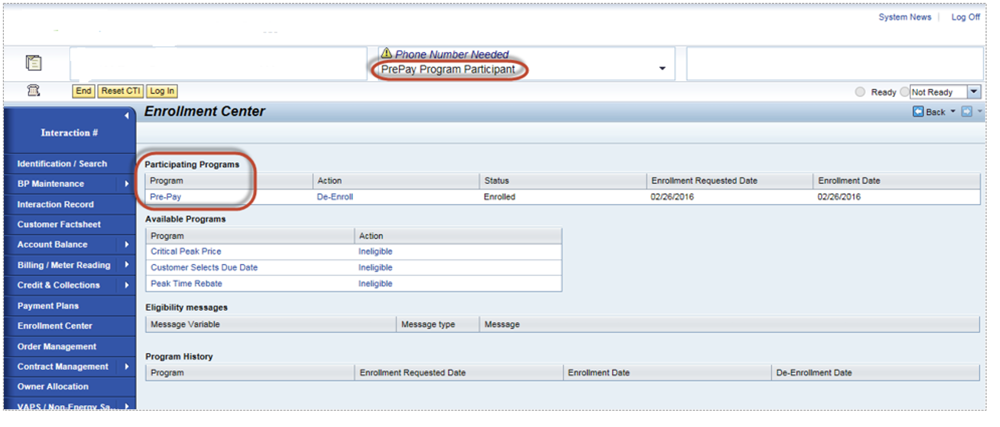 System News Log Off
Phone Number Needed
PrePay Program Participant
End Reset CTI Log In Ready Not Ready
Enrollment Center Back
Interaction #
Identification / Search
BP Maintenance
Interaction Record
Customer Factsheet
Account Balance
Billing / Meter Reading
Credit & Collections
Payment Plans
Enrollment Center
Order Management
Contract Management
Owner Allocation
VAPS / Non-Energy Sa...
Participating Programs
Program Action Status Enrollment Requested Date Enrollment Date
Pre-Pay De-Enroll Enrolled 02/26/2016 02/26/2016
Available Programs
Program Action
Critical Peak Price Ineligible
Customer Selects Due Date Ineligible
Peak Time Rebate Ineligible
Eligibility messages
Message Variable Message type Message
Program History
Program Enrollment Requested Date Enrollment Date De-Enrollment Date